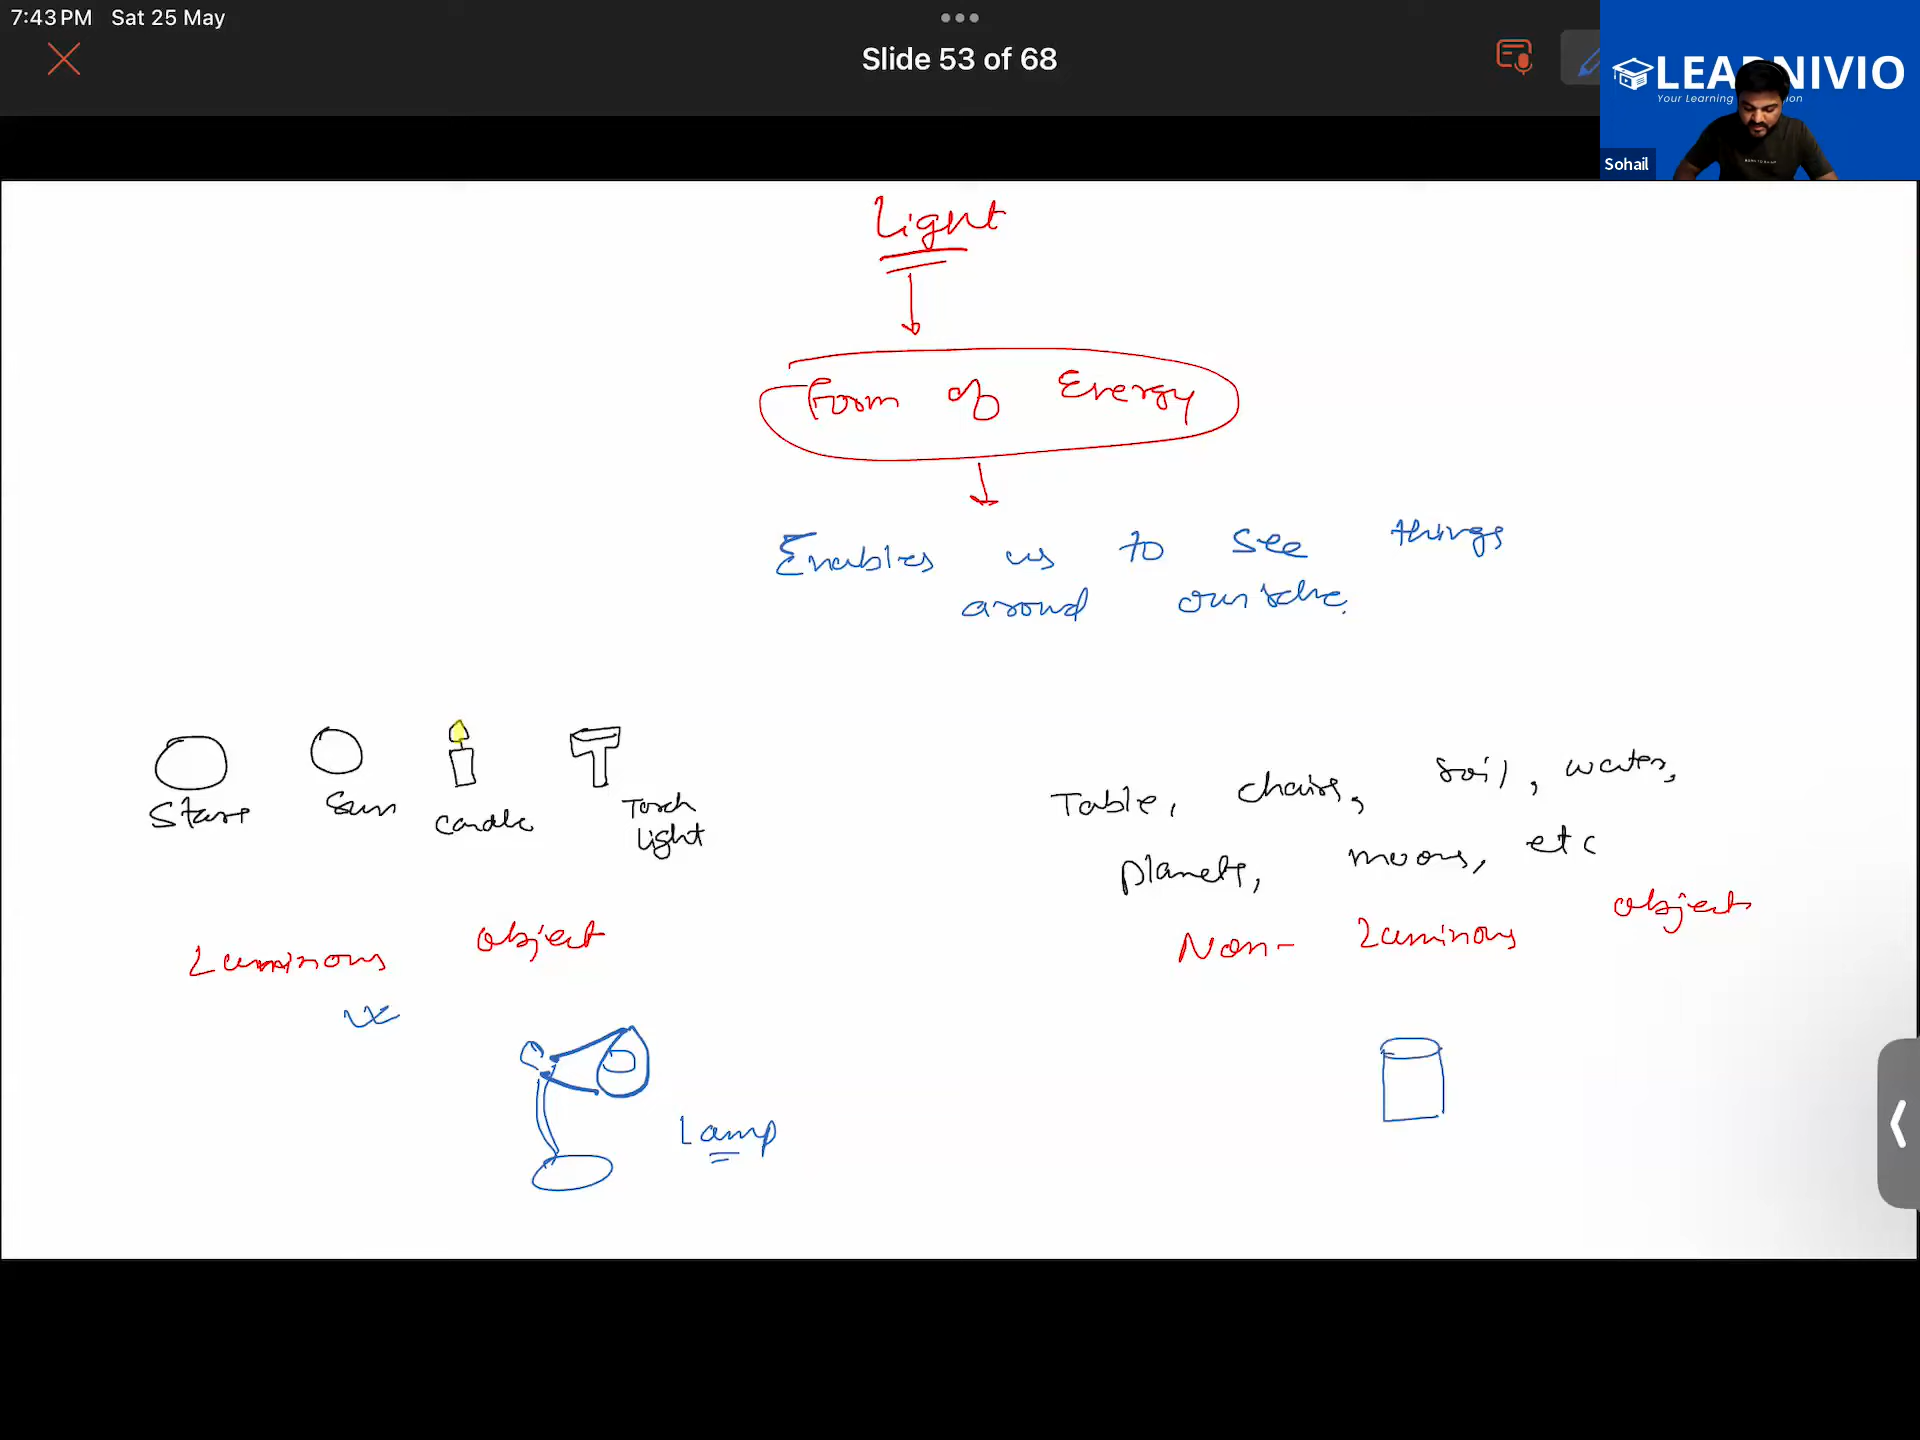 7:43 PM Sat 25 May
Slide 53 of 68
LEARNIVIO
Your Learning
Sohail
Light
Form of Energy
Enables us to see things
around
Stars Sun Candle Torch
Light
Table, chairs, soil, water,
planets, moons, etc
Luminous object
Non- Luminous object
Lamp